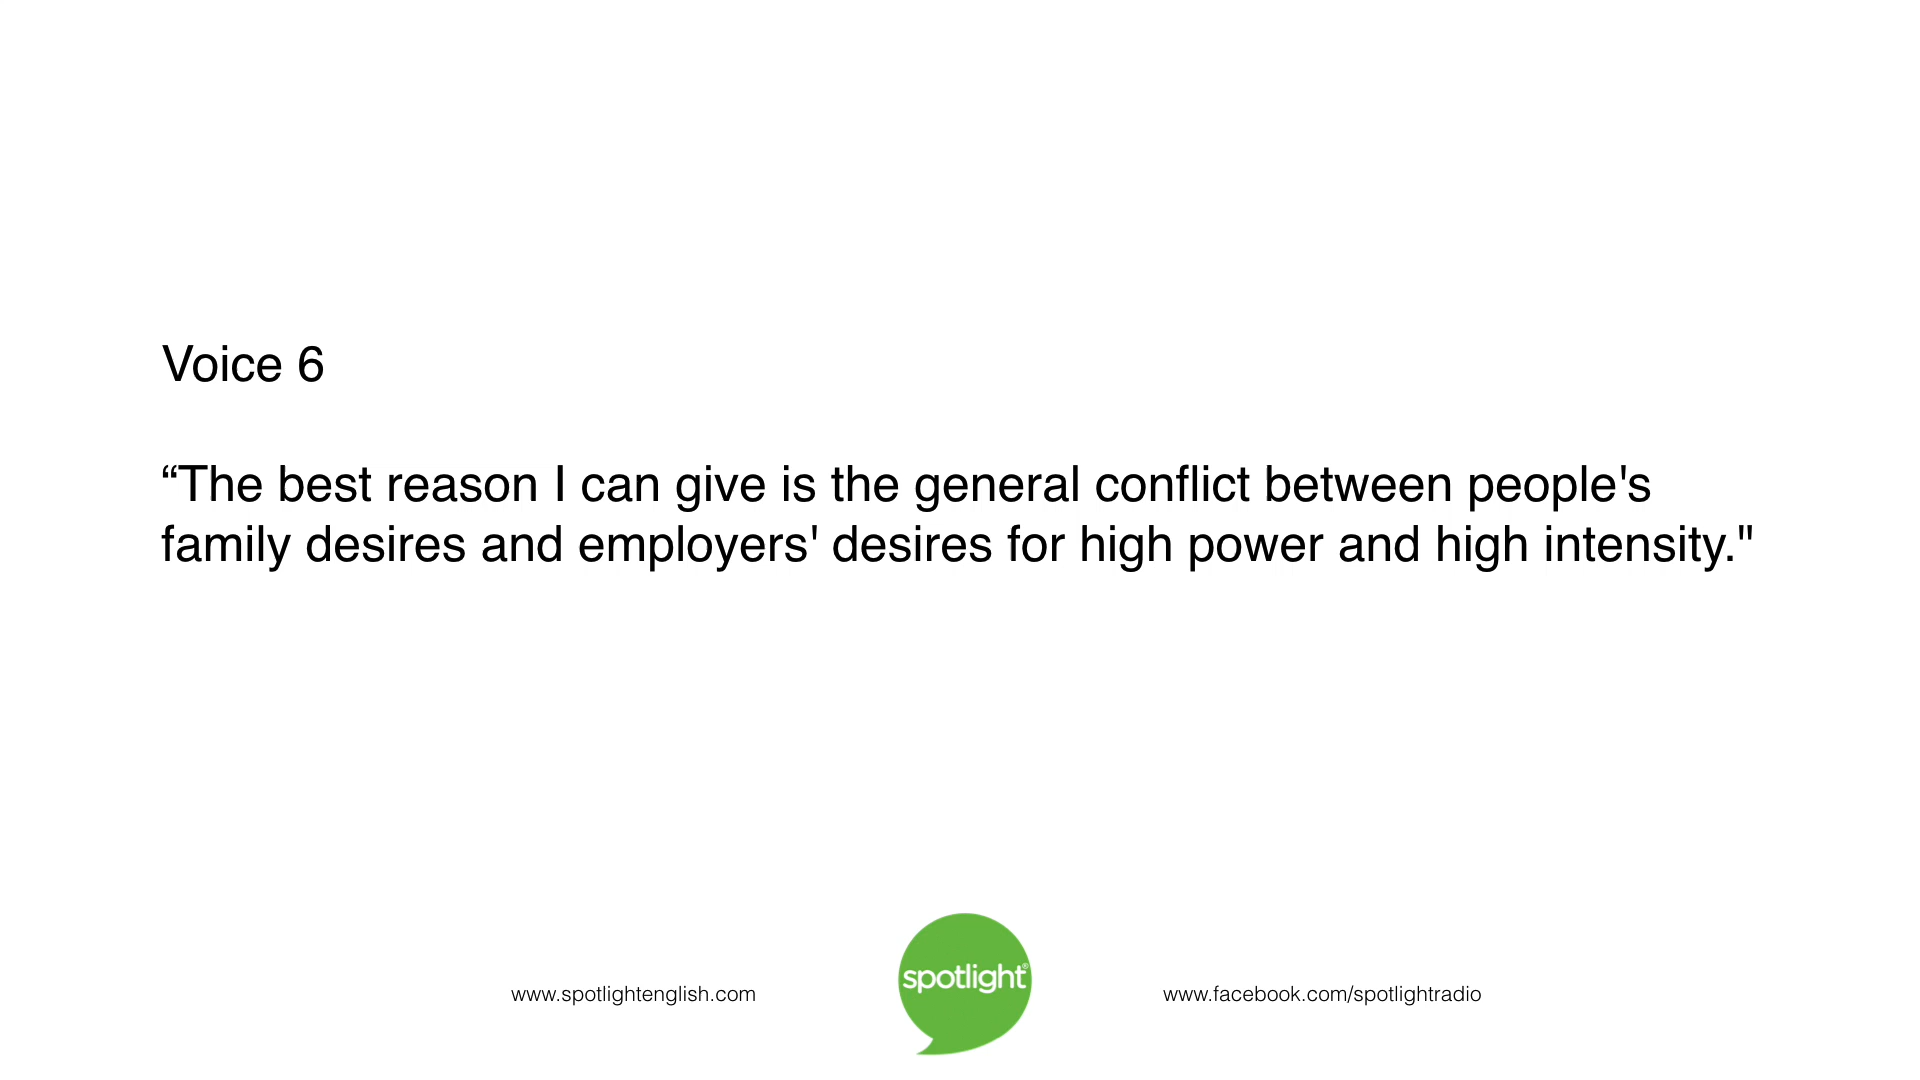 Voice 6
“The best reason I can give is the general conflict between people's
family desires and employers' desires for high power and high intensity."
spotlight®
www.spotlightenglish.com
www.facebook.com/spotlightradio